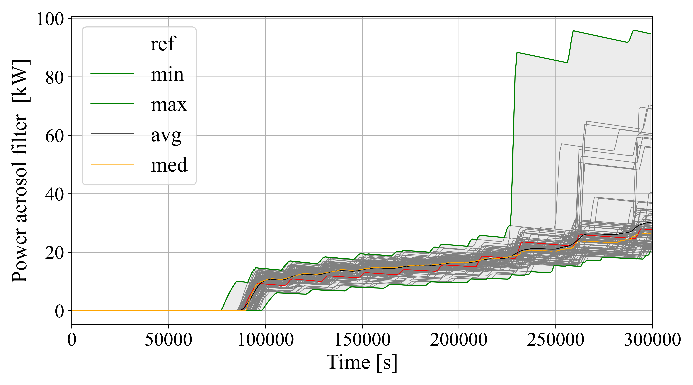 100
80
60
40
20
0
Power aerosol filter [kW]
ref
min
max
avg
med
0 50000 100000 150000 200000 250000 300000
Time [s]